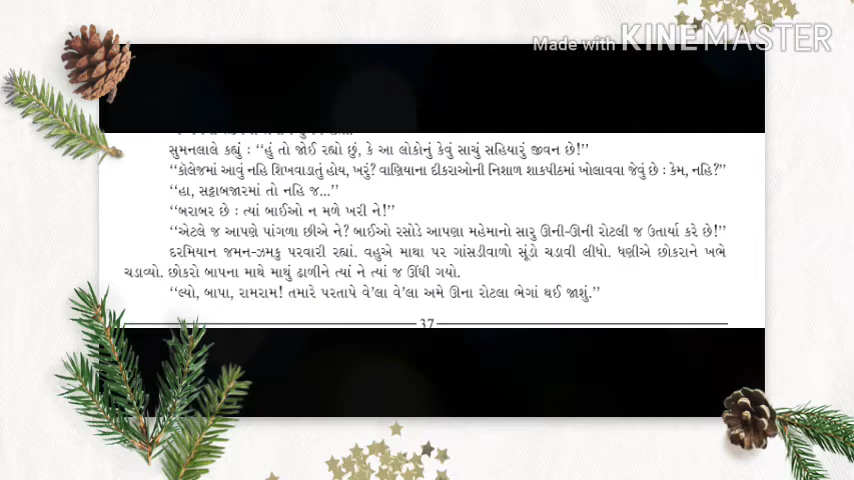 Made with KINEMASTER
સુમનલાલે કહ્યું : ‘‘હું તો જોઈ રહ્યો છું, કે આ લોકોનું કેવું સાચું સહિયારું જીવન છે!’’
‘‘કૉલેજમાં આવું નહિ શિખવાડાતું હોય, ખરું? વાણિયાના દીકરાઓની નિશાળ શાકપીઠમાં ખોલાવવા જેવું છે : કેમ, નહિ?’’
‘‘હા, સટ્ટાબજારમાં તો નહિ જ...’’
‘‘બરાબર છે : ત્યાં બાઈઓ ન મળે ખરી ને!’’
‘‘એટલે જ આપણે પાંગળા છીએ ને? બાઈઓ રસોડે આપણા મહેમાનો સારુ ઊની-ઊની રોટલી જ ઉતાર્યા કરે છે!’’
દરમિયાન જમન-ઝમકુ પરવારી રહ્યાં. વહુએ માથા પર ગાંસડીવાળો સૂંડો ચડાવી લીધો. ધણીએ છોકરાને ખભે
ચડાવ્યો. છોકરો બાપના માથે માથું ઢાળીને ત્યાં ને ત્યાં જ ઊંઘી ગયો.
‘‘લ્યો, બાપા, રામરામ! તમારે પરતાપે વે’લા વે’લા અમે ઊના રોટલા ભેગાં થઈ જાશું.’’
37